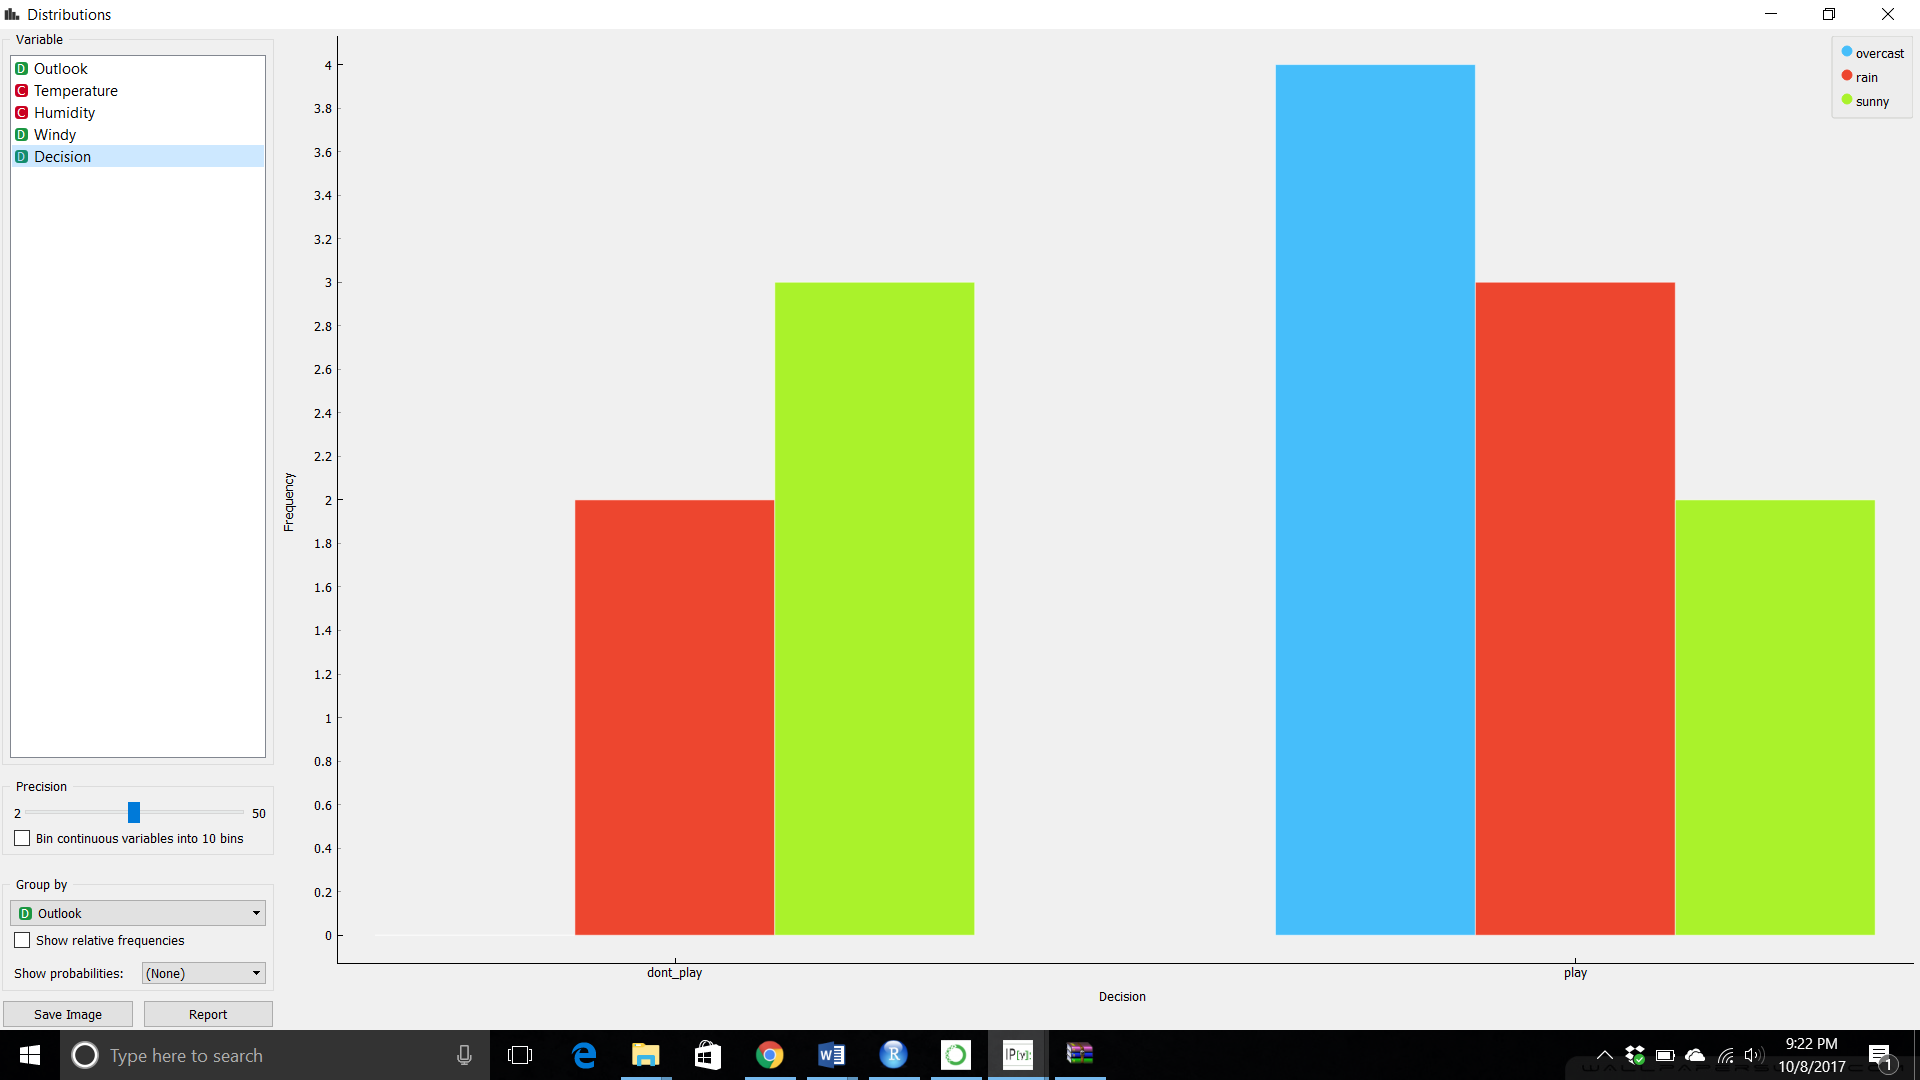 Distributions
Variable
D Outlook
C Temperature
C Humidity
D Windy
D Decision
Precision
2 50
Bin continuous variables into 10 bins
Group by
D Outlook
Show relative frequencies
Show probabilities: (None)
Save Image Report
Frequency
4
3.8
3.6
3.4
3.2
3
2.8
2.6
2.4
2.2
2
1.8
1.6
1.4
1.2
1
0.8
0.6
0.4
0.2
0
dont_play play
Decision
overcast
rain
sunny
Type here to search
W
R
IP[y]:
9:22 PM
10/8/2017
1